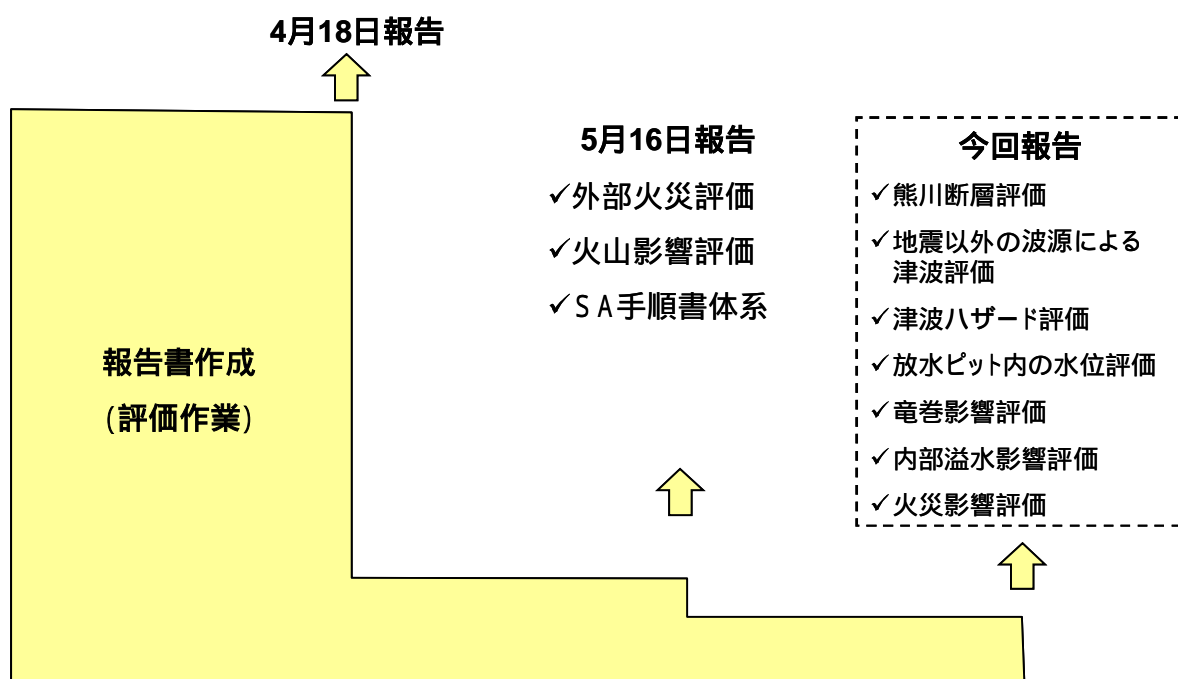 4月18日報告
5月16日報告
✓外部火災評価
✓火山影響評価
✓SA手順書体系
今回報告
✓熊川断層評価
✓地震以外の波源による
津波評価
✓津波ハザード評価
✓放水ピット内の水位評価
✓竜巻影響評価
✓内部溢水影響評価
✓火災影響評価
報告書作成
(評価作業)